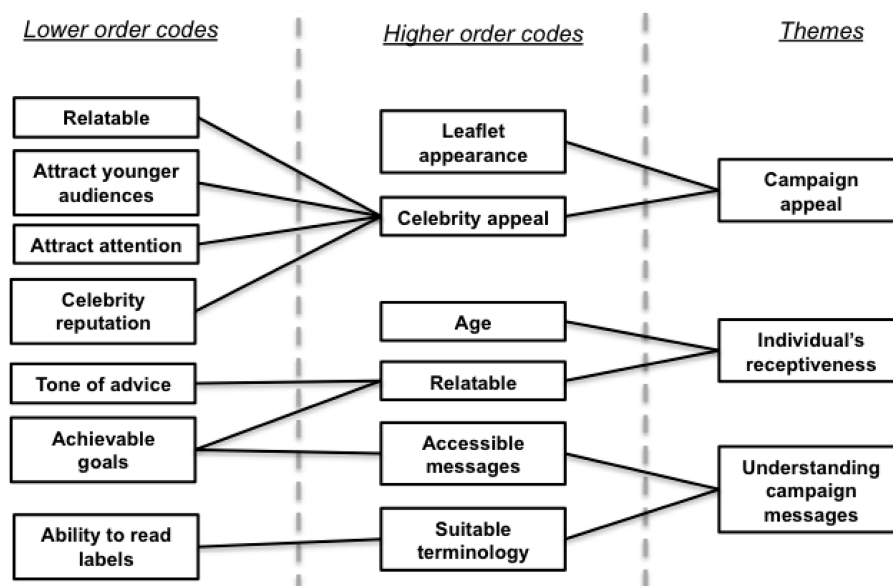 Lower order codes
Higher order codes
Themes
Relatable
Attract younger
audiences
Attract attention
Celebrity
reputation
Tone of advice
Achievable
goals
Ability to read
labels
Leaflet
appearance
Celebrity appeal
Age
Relatable
Accessible
messages
Suitable
terminology
Campaign
appeal
Individual's
receptiveness
Understanding
campaign
messages